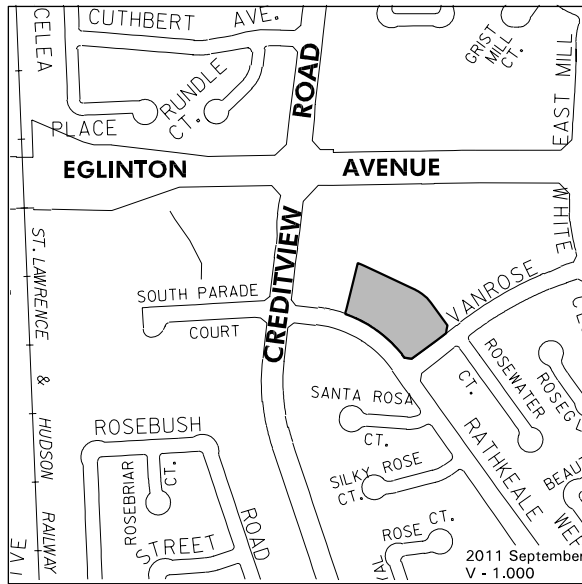 CUTHBERT AVE.
CELEA
PLACE
RUNDLE
CT.
ROAD
GRIST
MILL
CT.
EAST MILL
EGLINTON AVENUE
WHITE
ST. LAWRENCE & HUDSON RAILWAY
SOUTH PARADE
COURT
CREDITVIEW
VANROSE
SANTA ROSA
CT.
CT.
ROSEWATER
RATHKEALE
ROSEBUSH
ROSEBRIAR
CT.
ROAD
SILKY ROSE
CT.
STREET
ROSE CT.
2011 September
V - 1.000